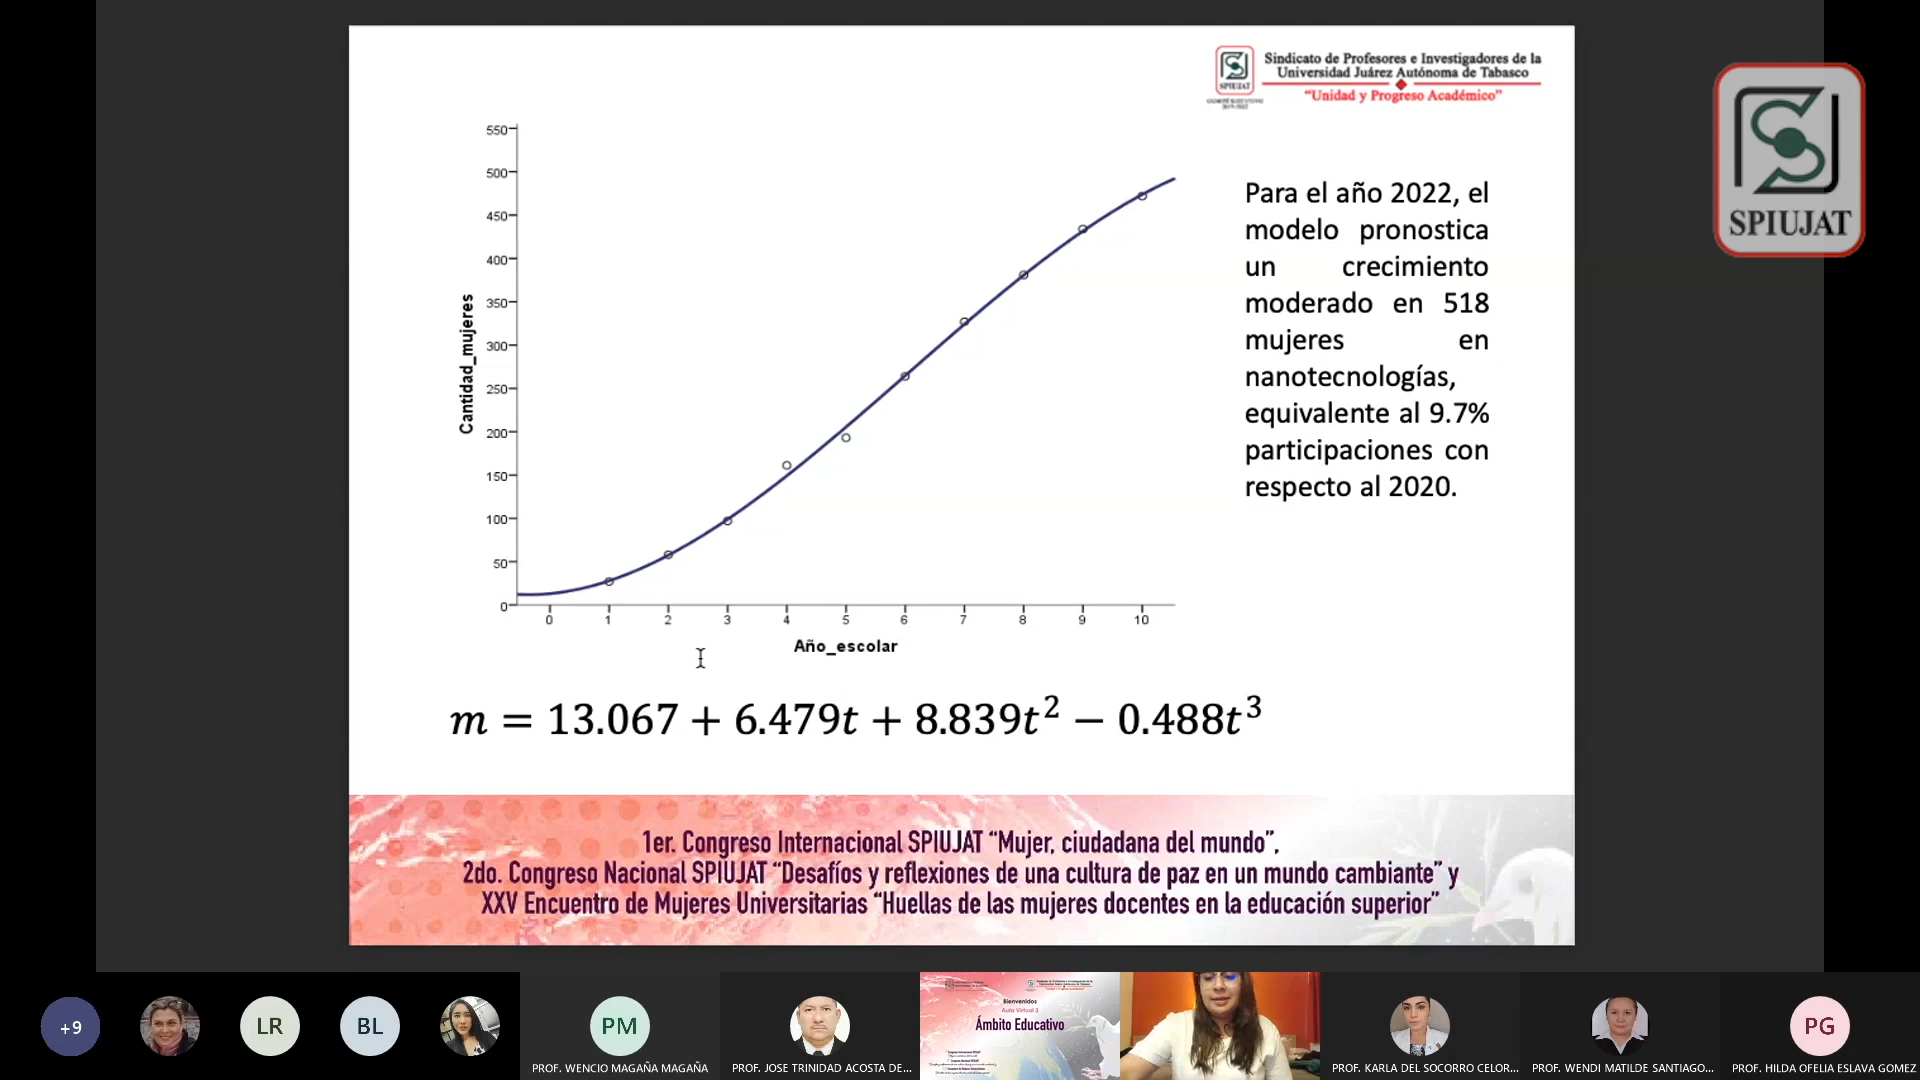 SPIUJAT
Sindicato de Profesores e Investigadores de la
Universidad Juárez Autónoma de Tabasco
“Unidad y Progreso Académico”
SPIUJAT
550
500
450
400
350
300
250
200
150
100
50
0
Cantidad_mujeres
0 1 2 3 4 5 6 7 8 9 10
Año_escolar
Para el año 2022, el
modelo pronostica
un crecimiento
moderado en 518
mujeres en
nanotecnologías,
equivalente al 9.7%
participaciones con
respecto al 2020.
m = 13.067 + 6.479t + 8.839t² − 0.488t³
1er. Congreso Internacional SPIUJAT “Mujer, ciudadana del mundo”,
2do. Congreso Nacional SPIUJAT “Desafíos y reflexiones de una cultura de paz en un mundo cambiante” y
XXV Encuentro de Mujeres Universitarias “Huellas de las mujeres docentes en la educación superior”
+9
LR
BL
PM
PROF. WENCIO MAGAÑA MAGAÑA
PROF. JOSE TRINIDAD ACOSTA DE...
Bienvenidos
Aula Virtual 3
Ámbito Educativo
PROF. KARLA DEL SOCORRO CELOR...
PROF. WENDI MATILDE SANTIAGO...
PG
PROF. HILDA OFELIA ESLAVA GOMEZ